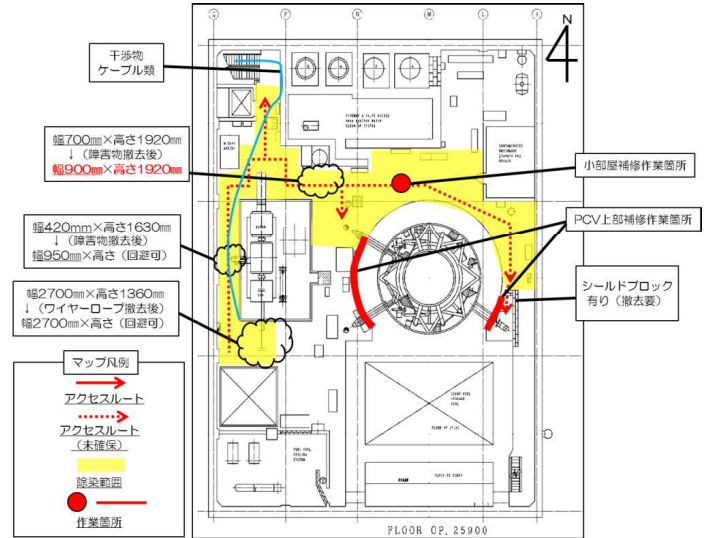 G
P
N
M
L
K
N
干渉物
ケーブル類
幅700mm×高さ1920mm
↓(障害物撤去後)
幅900mm×高さ1920mm
幅420mm×高さ1630mm
↓(障害物撤去後)
幅950mm×高さ(回避可)
幅2700mm×高さ1360mm
↓(ワイヤーロープ撤去後)
幅2700mm×高さ(回避可)
小部屋補修作業箇所
PCV上部補修作業箇所
シールドブロック
有り(撤去要)
マップ凡例
アクセスルート
アクセスルート
(未確保)
除染範囲
作業箇所
FLOOR OP. 25900